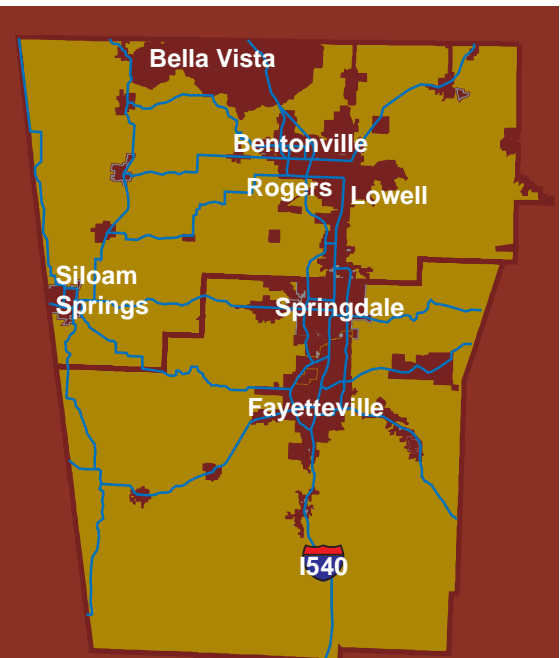 Bella Vista
Bentonville
Rogers
Lowell
Siloam
Springs
Springdale
Fayetteville
I540